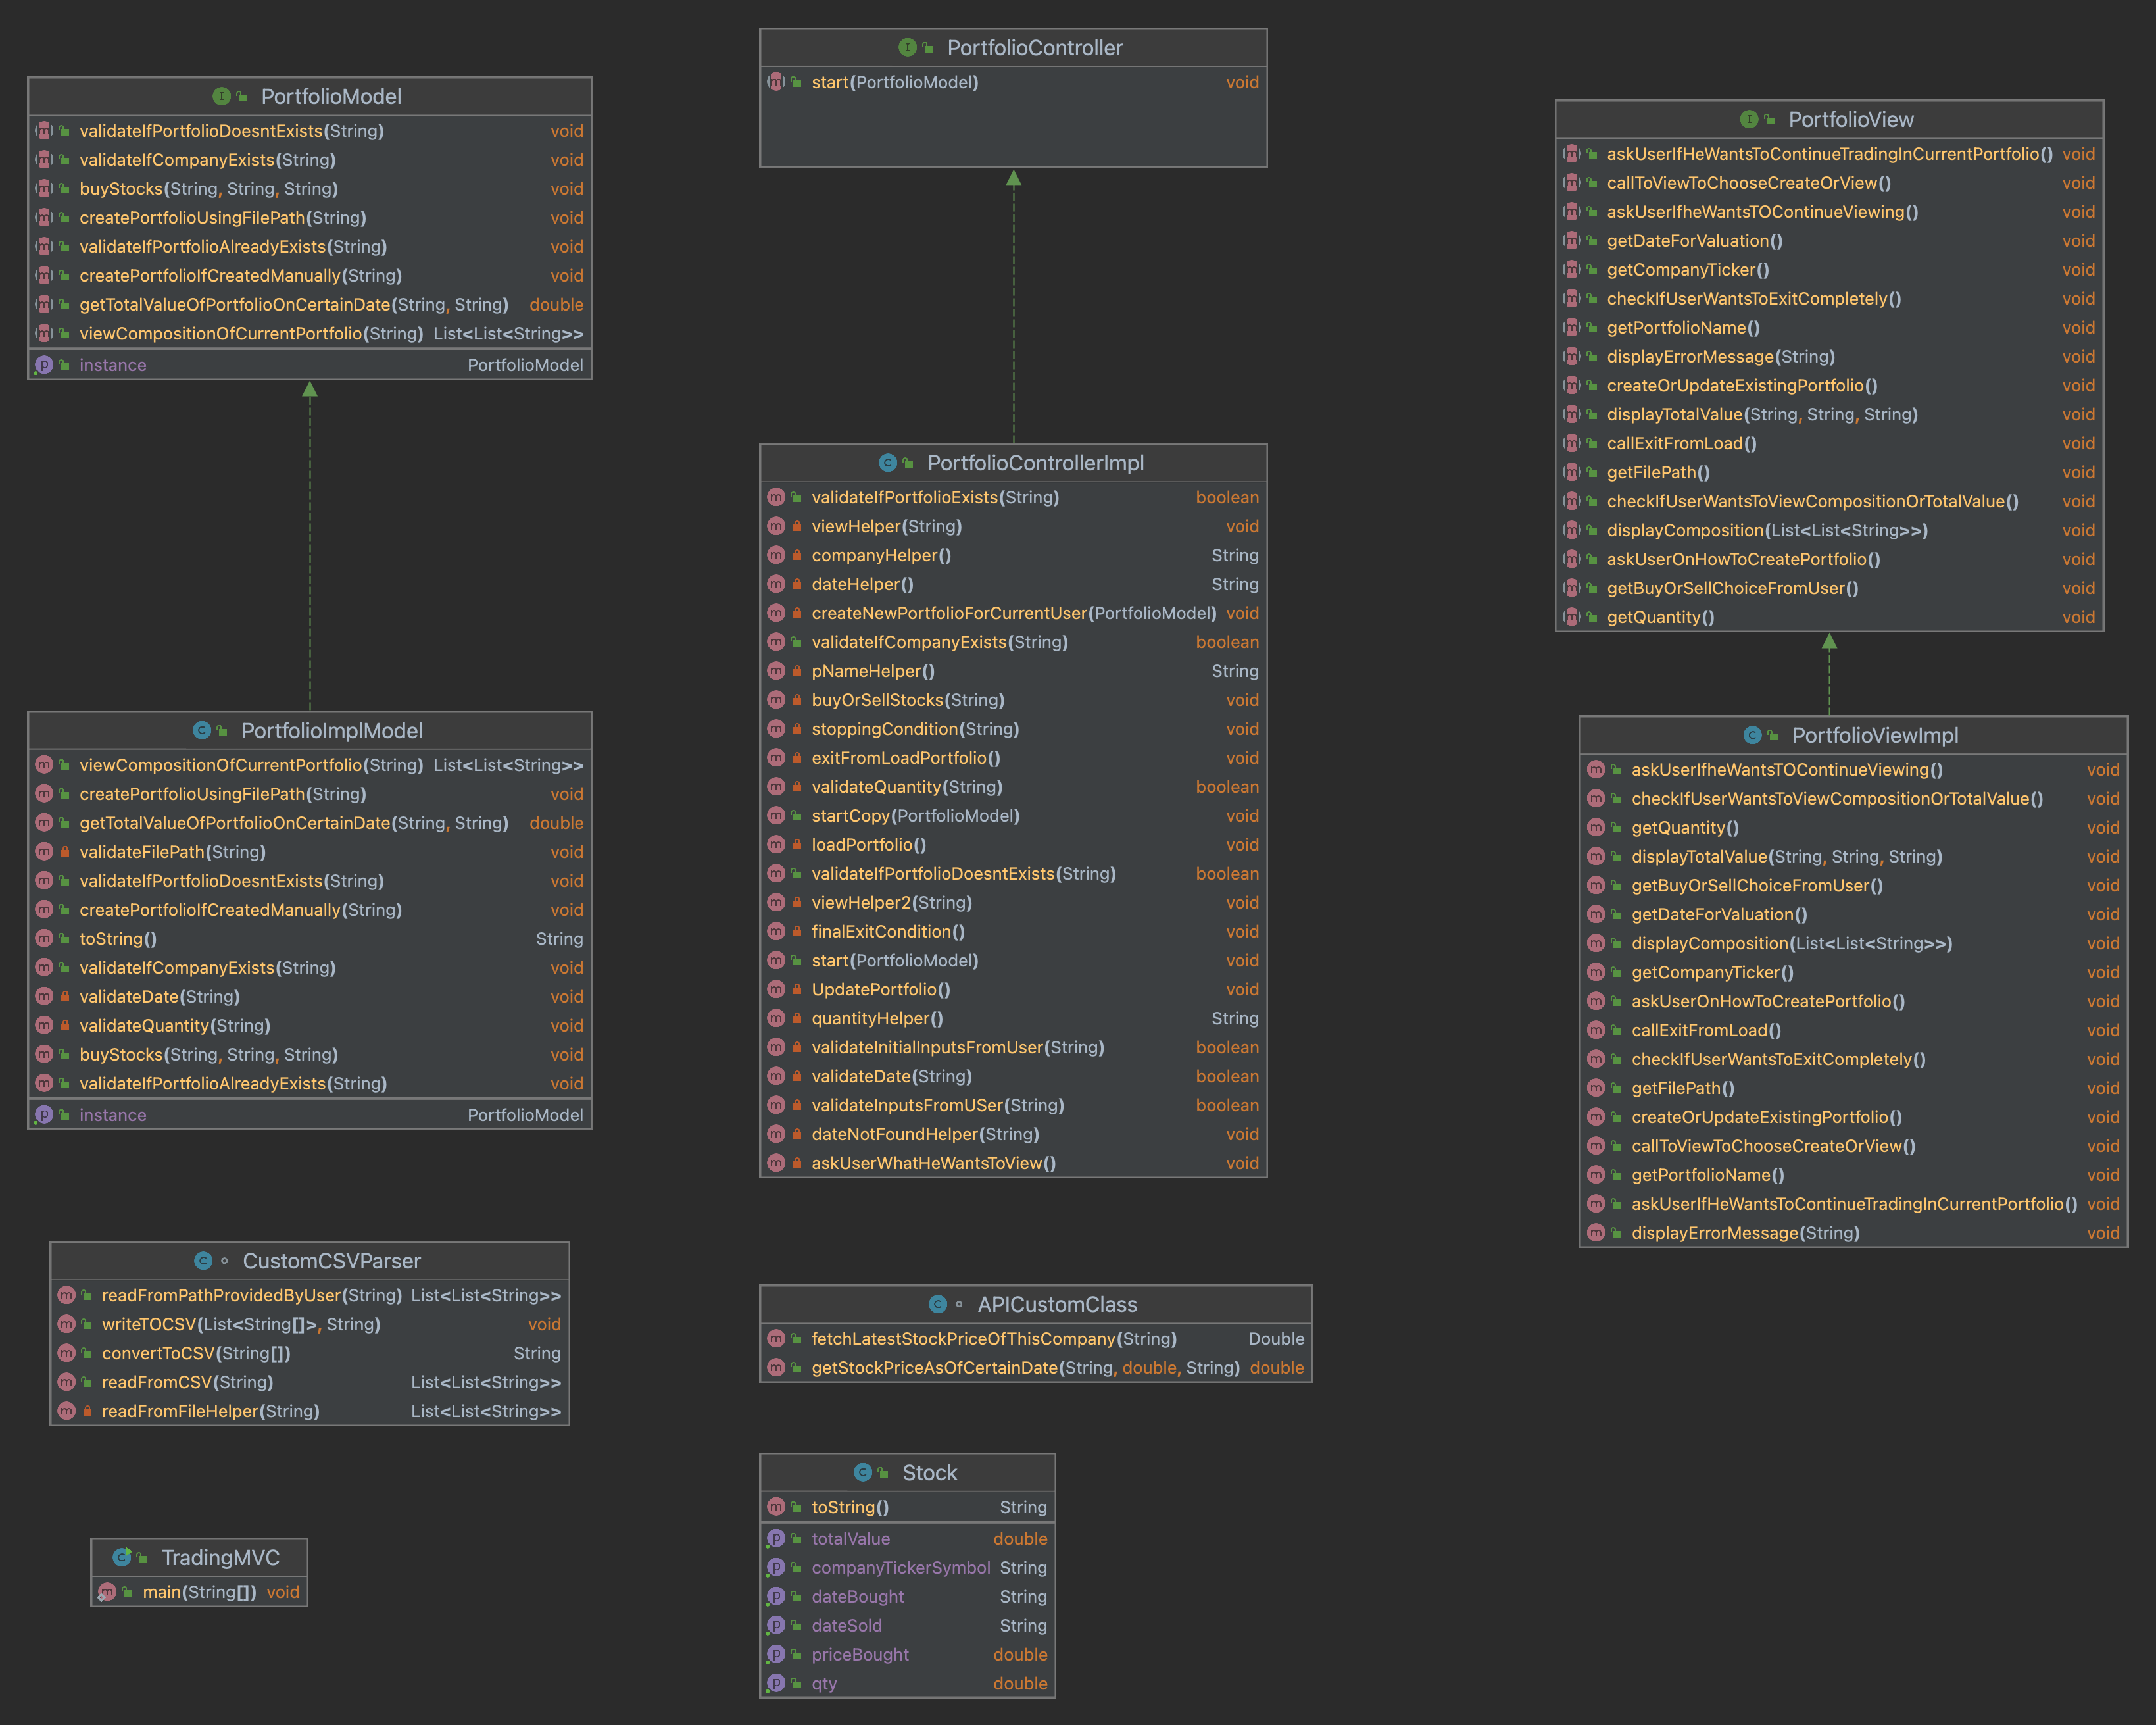 PortfolioModel
validateIfPortfolioDoesntExists(String) void
validateIfCompanyExists(String) void
buyStocks(String, String, String) void
createPortfolioUsingFilePath(String) void
validateIfPortfolioAlreadyExists(String) void
createPortfolioIfCreatedManually(String) void
getTotalValueOfPortfolioOnCertainDate(String, String) double
viewCompositionOfCurrentPortfolio(String) List<List<String>>
instance PortfolioModel
PortfolioImplModel
viewCompositionOfCurrentPortfolio(String) List<List<String>>
createPortfolioUsingFilePath(String) void
getTotalValueOfPortfolioOnCertainDate(String, String) double
validateFilePath(String) void
validateIfPortfolioDoesntExists(String) void
createPortfolioIfCreatedManually(String) void
toString() String
validateIfCompanyExists(String) void
validateDate(String) void
validateQuantity(String) void
buyStocks(String, String, String) void
validateIfPortfolioAlreadyExists(String) void
instance PortfolioModel
CustomCSVParser
readFromPathProvidedByUser(String) List<List<String>>
writeTOCSV(List<String[]>, String) void
convertToCSV(String[]) String
readFromCSV(String) List<List<String>>
readFromFileHelper(String) List<List<String>>
TradingMVC
main(String[]) void
PortfolioController
start(PortfolioModel) void
PortfolioControllerImpl
validateIfPortfolioExists(String) boolean
viewHelper(String) void
companyHelper() String
dateHelper() String
createNewPortfolioForCurrentUser(PortfolioModel) void
validateIfCompanyExists(String) boolean
pNameHelper() String
buyOrSellStocks(String) void
stoppingCondition(String) void
exitFromLoadPortfolio() void
validateQuantity(String) boolean
startCopy(PortfolioModel) void
loadPortfolio() void
validateIfPortfolioDoesntExists(String) boolean
viewHelper2(String) void
finalExitCondition() void
start(PortfolioModel) void
UpdatePortfolio() void
quantityHelper() String
validateInitialInputsFromUser(String) boolean
validateDate(String) boolean
validateInputsFromUSer(String) boolean
dateNotFoundHelper(String) void
askUserWhatHeWantsToView() void
APICustomClass
fetchLatestStockPriceOfThisCompany(String) Double
getStockPriceAsOfCertainDate(String, double, String) double
Stock
toString() String
totalValue double
companyTickerSymbol String
dateBought String
dateSold String
priceBought double
qty double
PortfolioView
askUserIfHeWantsToContinueTradingInCurrentPortfolio() void
callToViewToChooseCreateOrView() void
askUserIfheWantsTOContinueViewing() void
getDateForValuation() void
getCompanyTicker() void
checkIfUserWantsToExitCompletely() void
getPortfolioName() void
displayErrorMessage(String) void
createOrUpdateExistingPortfolio() void
displayTotalValue(String, String, String) void
callExitFromLoad() void
getFilePath() void
checkIfUserWantsToViewCompositionOrTotalValue() void
displayComposition(List<List<String>>) void
askUserOnHowToCreatePortfolio() void
getBuyOrSellChoiceFromUser() void
getQuantity() void
PortfolioViewImpl
askUserIfheWantsTOContinueViewing() void
checkIfUserWantsToViewCompositionOrTotalValue() void
getQuantity() void
displayTotalValue(String, String, String) void
getBuyOrSellChoiceFromUser() void
getDateForValuation() void
displayComposition(List<List<String>>) void
getCompanyTicker() void
askUserOnHowToCreatePortfolio() void
callExitFromLoad() void
checkIfUserWantsToExitCompletely() void
getFilePath() void
createOrUpdateExistingPortfolio() void
callToViewToChooseCreateOrView() void
getPortfolioName() void
askUserIfHeWantsToContinueTradingInCurrentPortfolio() void
displayErrorMessage(String) void